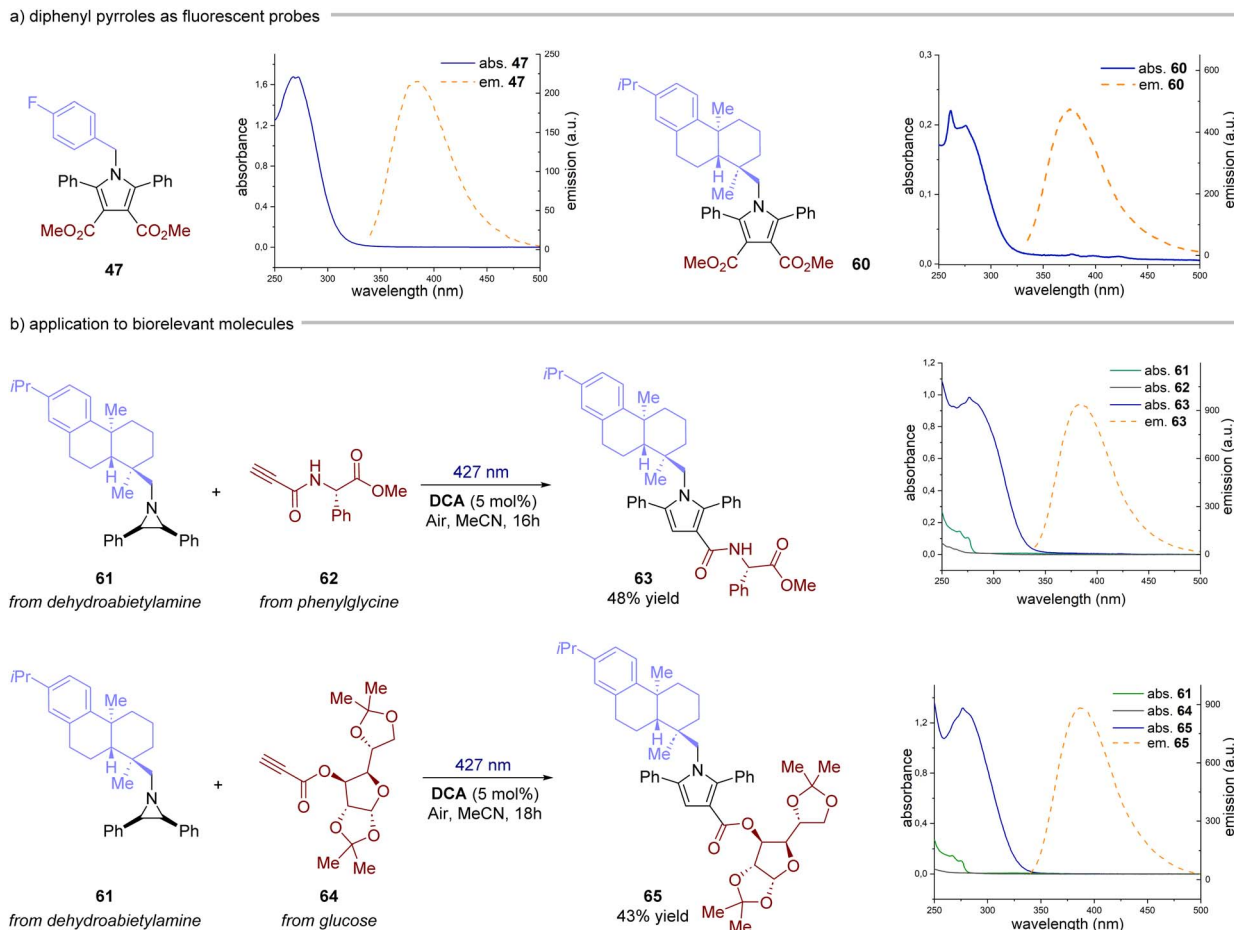 a) diphenyl pyrroles as fluorescent probes
F
N
Ph
Ph
MeO2C
CO2Me
47
absorbance
1,6
1,2
0,8
0,4
0,0
abs. 47
em. 47
250
200
150
100
50
0
emission (a.u.)
250 300 350 400 450 500
wavelength (nm)
iPr
Me
H
Me
N
Ph
Ph
MeO2C
CO2Me
60
absorbance
0,3
0,2
0,1
0,0
abs. 60
em. 60
600
400
200
0
emission (a.u.)
250 300 350 400 450 500
wavelength (nm)
b) application to biorelevant molecules
iPr
Me
H
Me
N
Ph
Ph
61
from dehydroabietylamine
+
H
N
O
O
OMe
Ph
62
from phenylglycine
427 nm
DCA (5 mol%)
Air, MeCN, 16h
iPr
Me
H
Me
N
Ph
Ph
H
N
O
O
OMe
Ph
63
48% yield
absorbance
1,2
1,0
0,8
0,6
0,4
0,2
0,0
abs. 61
abs. 62
abs. 63
em. 63
900
600
300
0
emission (a.u.)
250 300 350 400 450 500
wavelength (nm)
iPr
Me
H
Me
N
Ph
Ph
61
from dehydroabietylamine
+
Me
Me
O
O
O
O
O
O
O
Me
Me
64
from glucose
427 nm
DCA (5 mol%)
Air, MeCN, 18h
iPr
Me
H
Me
N
Ph
Ph
Me
Me
O
O
O
O
O
O
O
Me
Me
65
43% yield
absorbance
1,2
0,8
0,4
0,0
abs. 61
abs. 64
abs. 65
em. 65
900
600
300
0
emission (a.u.)
250 300 350 400 450 500
wavelength (nm)